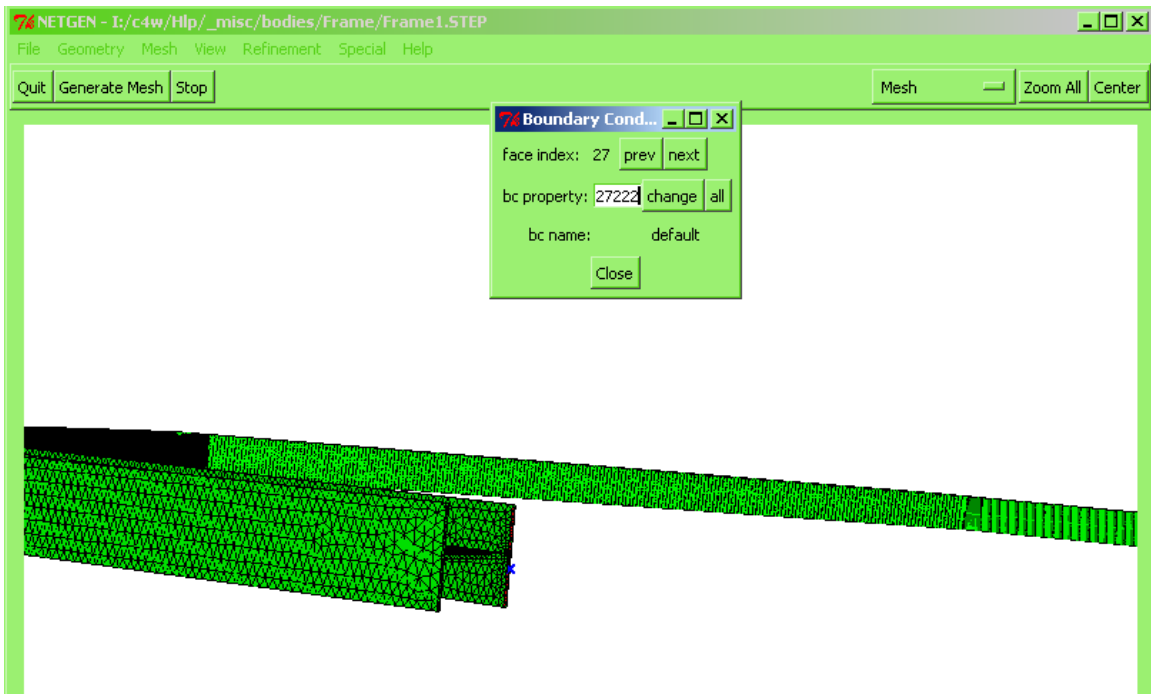 NETGEN - I:/c4w/Hlp/_misc/bodies/Frame/Frame1.STEP
File Geometry Mesh View Refinement Special Help
Quit Generate Mesh Stop Mesh Zoom All Center
Boundary Cond...
face index: 27 prev next
bc property: 27222 change all
bc name: default
Close